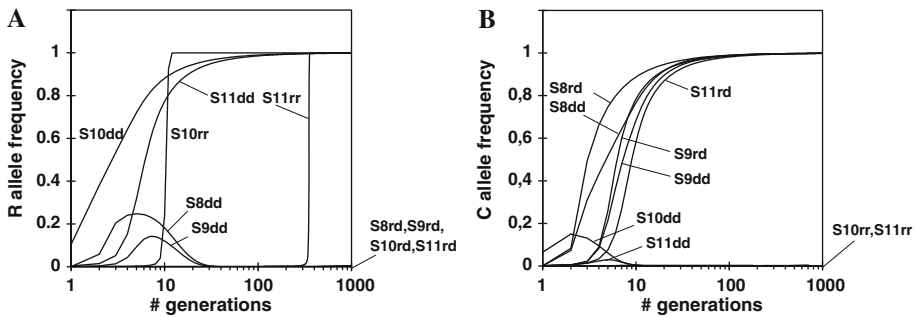 A
R allele frequency
1
0.8
0.6
0.4
0.2
0
S10dd
S11dd
S10rr
S11rr
S8dd
S9dd
S8rd,S9rd,
S10rd,S11rd
1
10
100
1000
# generations
B
C allele frequency
1
0,8
0,6
0,4
0,2
0
S8rd
S8dd
S11rd
S9rd
S9dd
S10dd
S11dd
S10rr,S11rr
1
10
100
1000
# generations